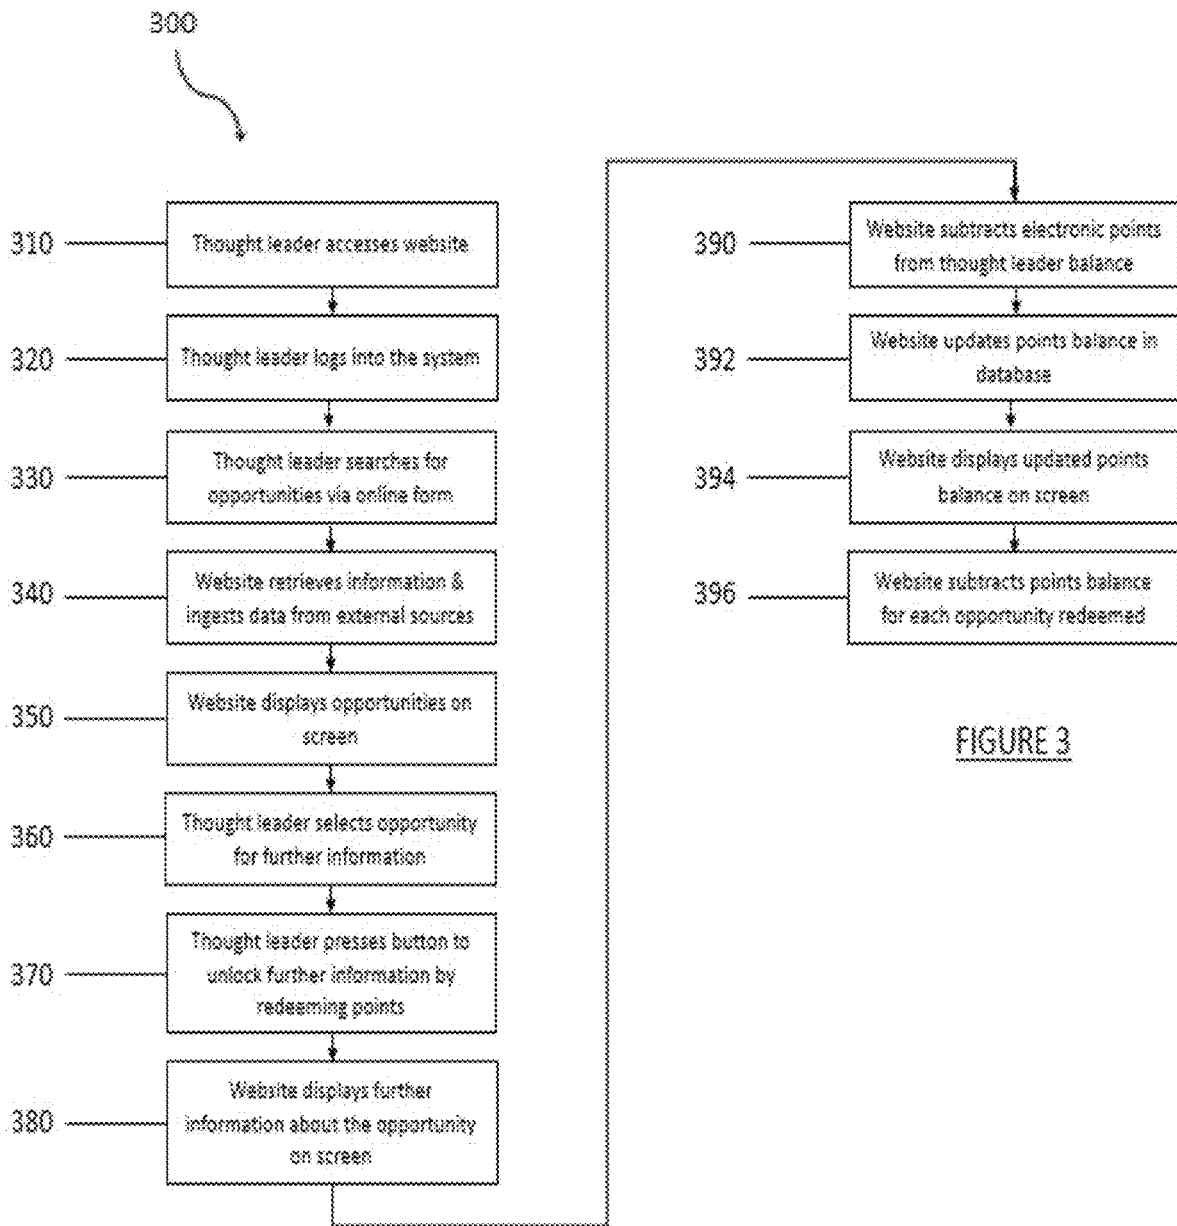 300
310
Thought leader accesses website
320
Thought leader logs into the system
330
Thought leader searches for
opportunities via online form
340
Website retrieves information &
ingests data from external sources
350
Website displays opportunities on
screen
360
Thought leader selects opportunity
for further information
370
Thought leader presses button to
unlock further information by
redeeming points
380
Website displays further
information about the opportunity
on screen
390
Website subtracts electronic points
from thought leader balance
392
Website updates points balance in
database
394
Website displays updated points
balance on screen
396
Website subtracts points balance
for each opportunity redeemed
FIGURE 3